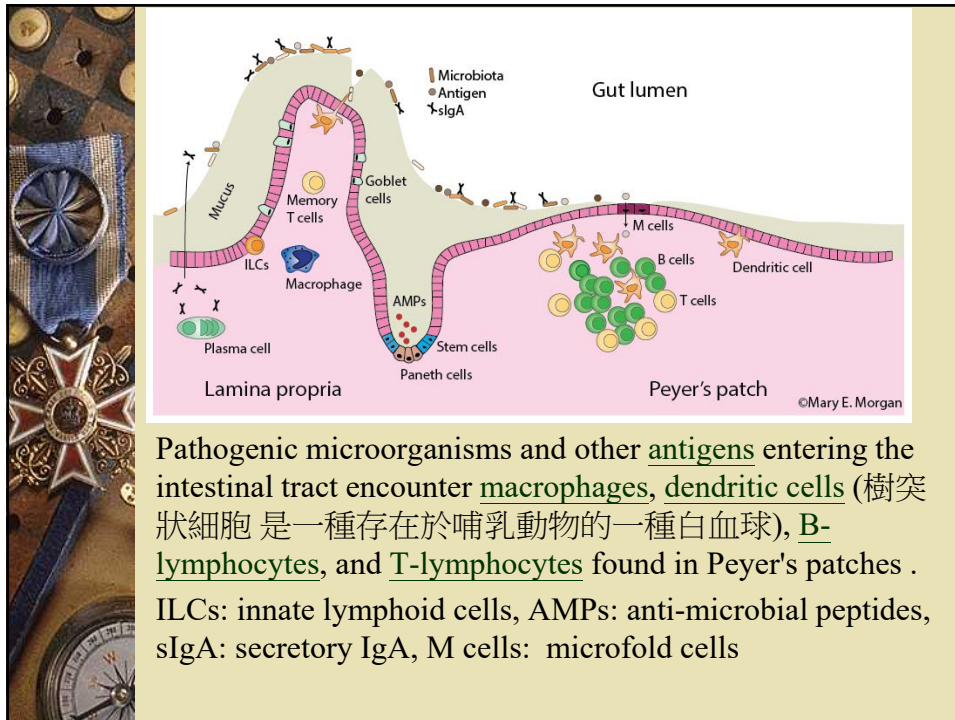 Microbiota
Antigen
sIgA
Gut lumen
Mucus
Goblet
cells
Memory
T cells
ILCs
Macrophage
M cells
B cells
Dendritic cell
T cells
AMPs
Plasma cell
Stem cells
Paneth cells
Lamina propria
Peyer's patch
©Mary E. Morgan
Pathogenic microorganisms and other antigens entering the
intestinal tract encounter macrophages, dendritic cells (樹突
狀細胞 是一種存在於哺乳動物的一種白血球), B-
lymphocytes, and T-lymphocytes found in Peyer's patches .
ILCs: innate lymphoid cells, AMPs: anti-microbial peptides,
sIgA: secretory IgA, M cells: microfold cells